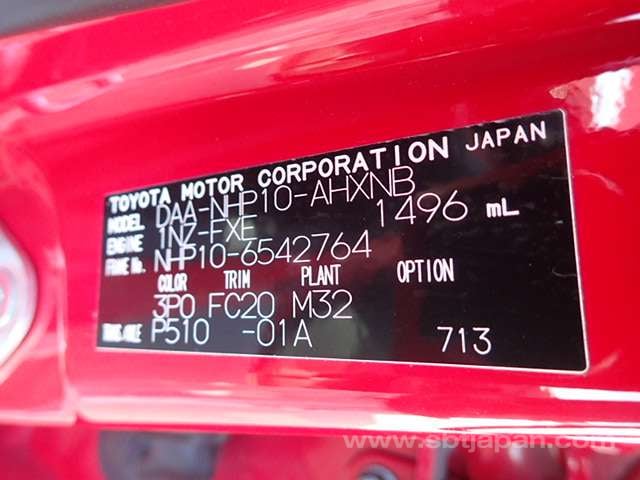 TOYOTA MOTOR CORPORATION JAPAN
MODEL DAA-NHP10-AHXNB
ENGINE 1NZ-FXE 1496 mL
FRAME No. NHP10-6542764
COLOR TRIM PLANT OPTION
3P0 FC20 M32
TRANS./AXLE P510 -01A 713
www.sbtjapan.com